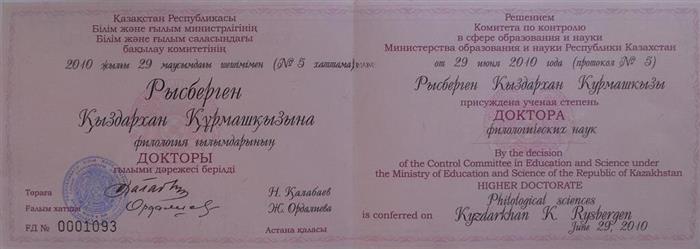 Қазақстан Республикасы
Білім және ғылым министрлігінің
Білім және ғылым саласындағы
бақылау комитетінің
2010 жылғы 29 маусымдағы шешімімен (№ 5 хаттама)
Рысберген
Қыздархан Құрмашқызына
филология ғылымдарының
ДОКТОРЫ
ғылыми дәрежесі берілді
Төраға
Н. Қалабаев
Ғалым хатшы
Ж. Ордалиева
ҒД № 0001093
Астана қаласы
Решением
Комитета по контролю
в сфере образования и науки
Министерства образования и науки Республики Казахстан
от 29 июня 2010 года (протокол № 5)
Рысберген Қыздархан Құрмашқызы
присуждена ученая степень
ДОКТОРА
филологических наук
By the decision
of the Control Committee in Education and Science under
the Ministry of Education and Science of the Republic of Kazakhstan
HIGHER DOCTORATE
Philological sciences
is conferred on Kyzdarkhan K. Rysbergen
June 29, 2010